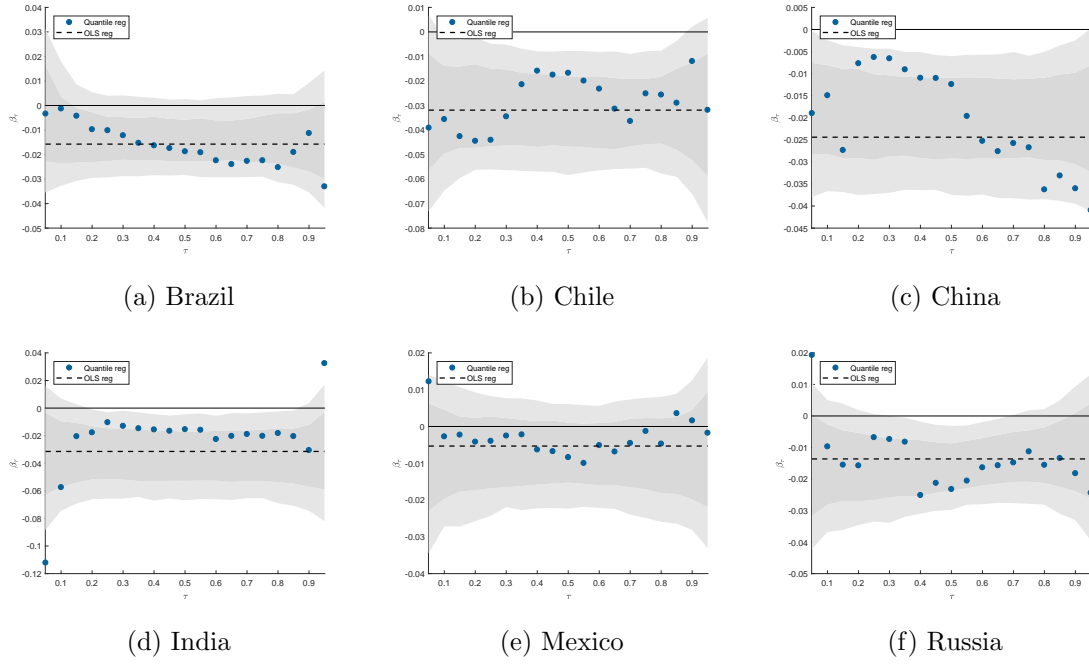 0.04
0.03
0.02
0.01
0
-0.01
-0.02
-0.03
-0.04
-0.05
βτ
0.1 0.2 0.3 0.4 0.5 0.6 0.7 0.8 0.9
τ
Quantile reg
OLS reg
(a) Brazil
0.01
0
-0.01
-0.02
-0.03
-0.04
-0.05
-0.06
-0.07
-0.08
βτ
0.1 0.2 0.3 0.4 0.5 0.6 0.7 0.8 0.9
τ
Quantile reg
OLS reg
(b) Chile
0.005
0
-0.005
-0.01
-0.015
-0.02
-0.025
-0.03
-0.035
-0.04
-0.045
βτ
0.1 0.2 0.3 0.4 0.5 0.6 0.7 0.8 0.9
τ
Quantile reg
OLS reg
(c) China
0.04
0.02
0
-0.02
-0.04
-0.06
-0.08
-0.1
-0.12
βτ
0.1 0.2 0.3 0.4 0.5 0.6 0.7 0.8 0.9
τ
Quantile reg
OLS reg
(d) India
0.02
0.01
0
-0.01
-0.02
-0.03
-0.04
βτ
0.1 0.2 0.3 0.4 0.5 0.6 0.7 0.8 0.9
τ
Quantile reg
OLS reg
(e) Mexico
0.02
0.01
0
-0.01
-0.02
-0.03
-0.04
-0.05
βτ
0.1 0.2 0.3 0.4 0.5 0.6 0.7 0.8 0.9
τ
Quantile reg
OLS reg
(f) Russia